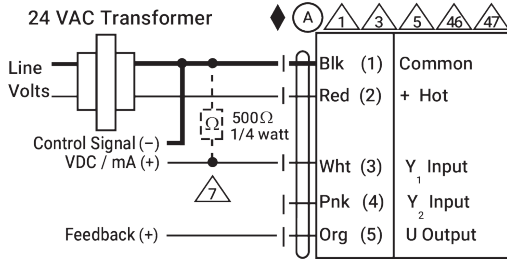 24 VAC Transformer
A 1 3 5 46 47
Line
Volts
Blk (1) Common
Red (2) + Hot
Ω 500Ω
1/4 watt
Control Signal (–)
VDC / mA (+)
Wht (3) Y1 Input
7
Pnk (4) Y2 Input
Feedback (+)
Org (5) U Output